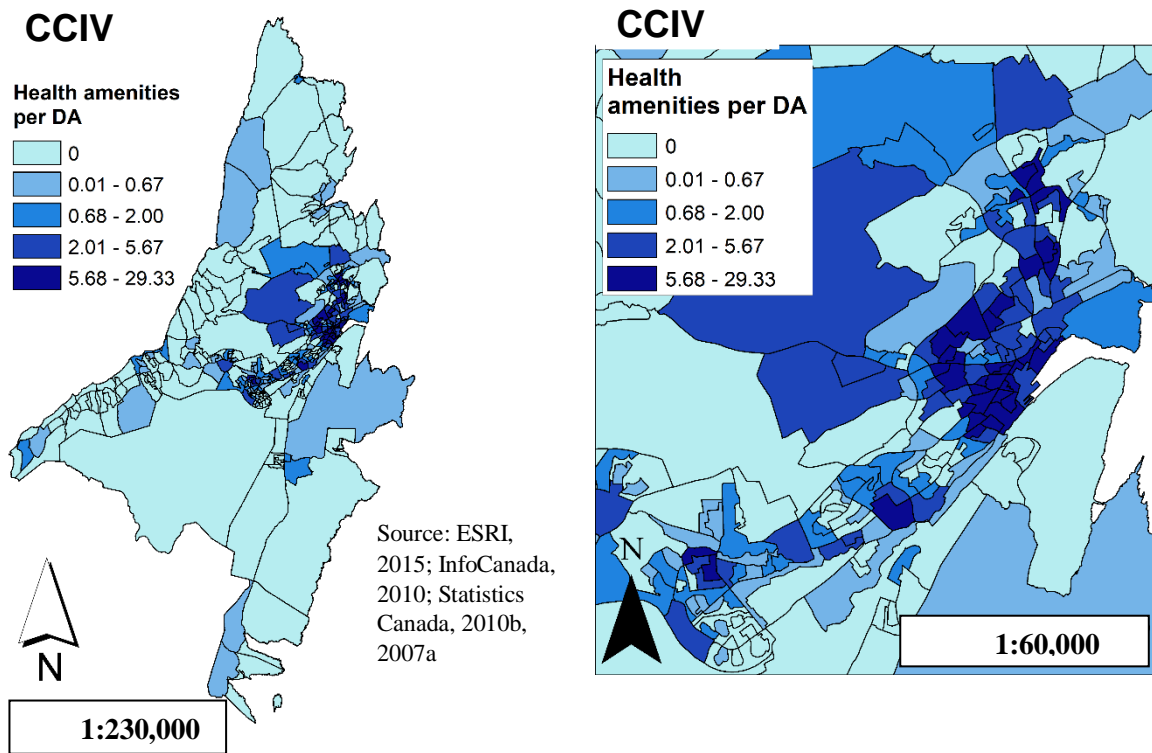 CCIV
Health amenities
per DA
0
0.01 - 0.67
0.68 - 2.00
2.01 - 5.67
5.68 - 29.33
Source: ESRI,
2015; InfoCanada,
2010; Statistics
Canada, 2010b,
2007a
N
1:230,000
CCIV
Health
amenities per DA
0
0.01 - 0.67
0.68 - 2.00
2.01 - 5.67
5.68 - 29.33
N
1:60,000